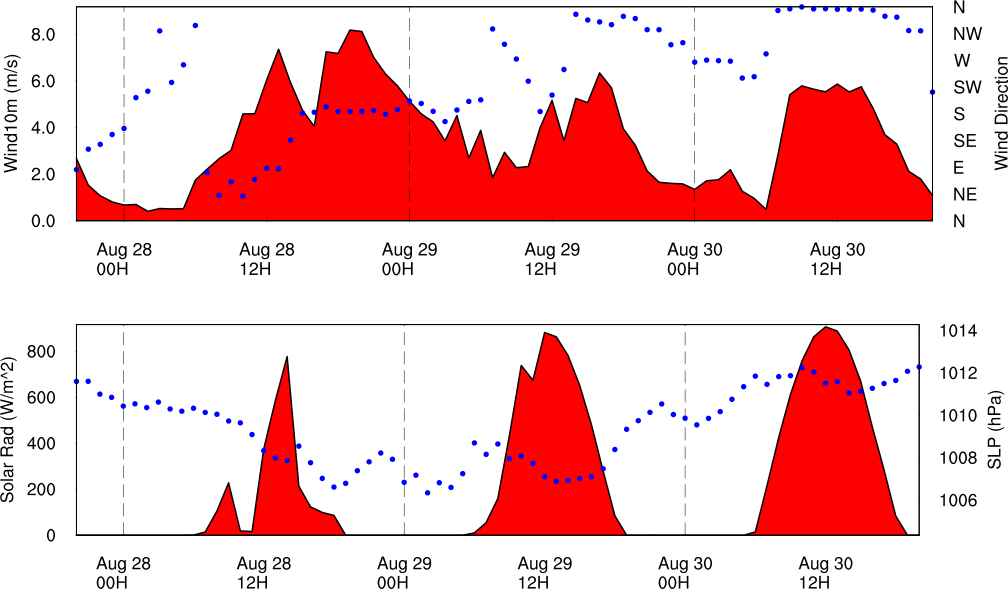 Wind10m (m/s)
8.0
6.0
4.0
2.0
0.0
N
NW
W
SW
S
SE
E
NE
N
Wind Direction
Aug 28
00H
Aug 28
12H
Aug 29
00H
Aug 29
12H
Aug 30
00H
Aug 30
12H
Solar Rad (W/m^2)
800
600
400
200
0
1014
1012
1010
1008
1006
SLP (hPa)
Aug 28
00H
Aug 28
12H
Aug 29
00H
Aug 29
12H
Aug 30
00H
Aug 30
12H